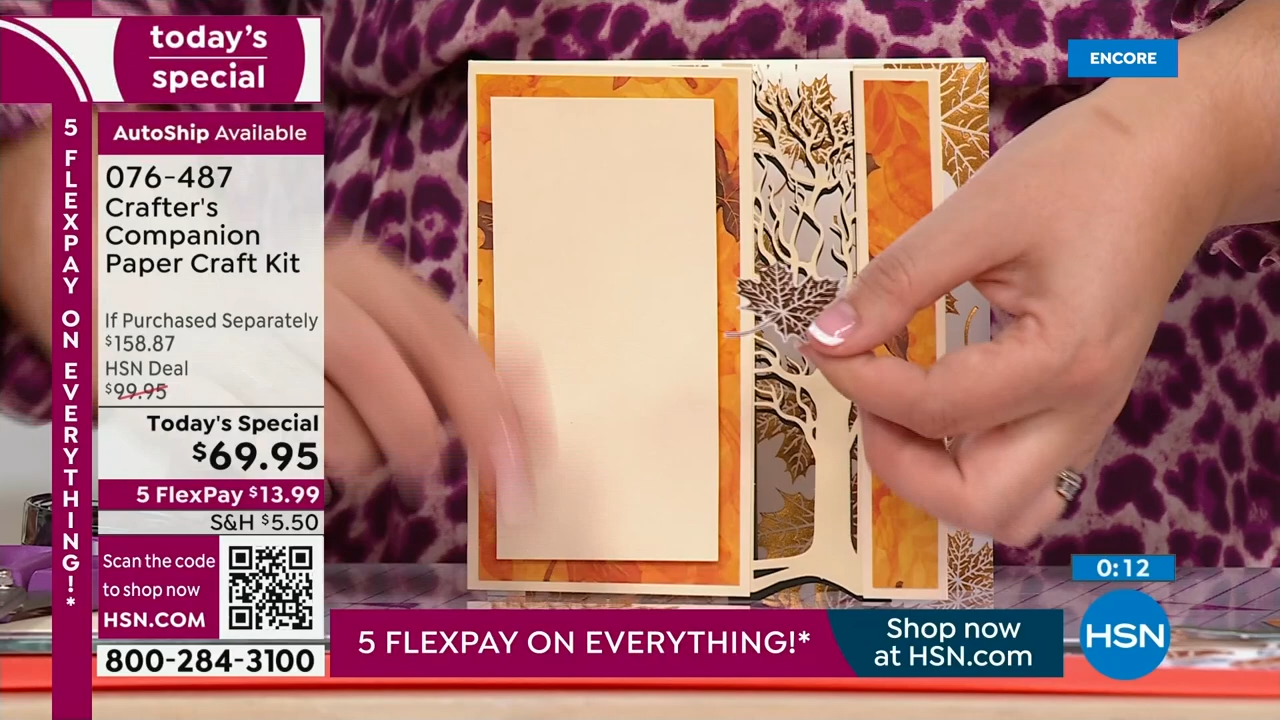 today's
special
ENCORE
5 FLEXPAY ON EVERYTHING!*
AutoShip Available
076-487
Crafter's
Companion
Paper Craft Kit
If Purchased Separately
$158.87
HSN Deal
$99.95
Today's Special
$69.95
5 FlexPay $13.99
S&H $5.50
Scan the code
to shop now
HSN.COM
800-284-3100
5 FLEXPAY ON EVERYTHING!*
Shop now
at HSN.com
0:12
HSN